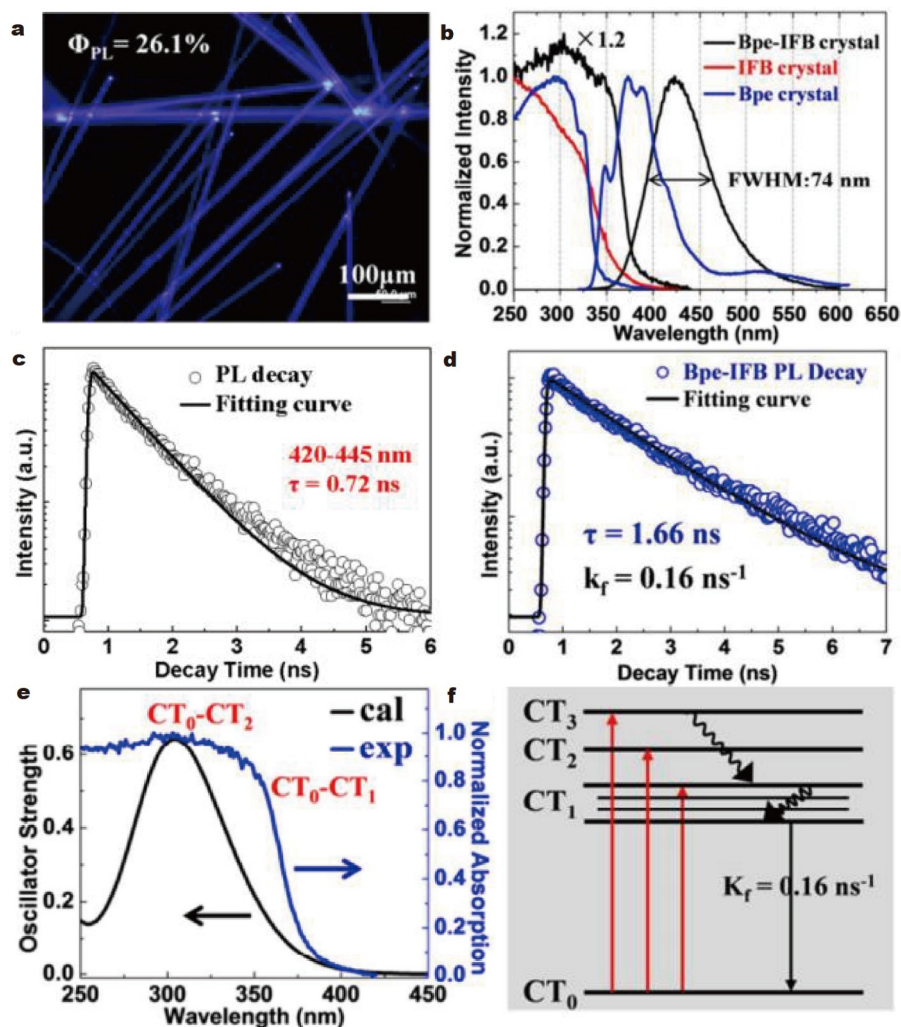 a
Φ_PL = 26.1%
100μm
50.0 μm
b
×1.2
Bpe-IFB crystal
IFB crystal
Bpe crystal
FWHM:74 nm
Normalized Intensity
1.2
1.0
0.8
0.6
0.4
0.2
0.0
250 300 350 400 450 500 550 600 650
Wavelength (nm)
c
PL decay
Fitting curve
420-445 nm
τ = 0.72 ns
Intensity (a.u.)
0 1 2 3 4 5 6
Decay Time (ns)
d
Bpe-IFB PL Decay
Fitting curve
τ = 1.66 ns
k_f = 0.16 ns⁻¹
Intensity (a.u.)
0 1 2 3 4 5 6 7
Decay Time (ns)
e
CT₀-CT₂
cal
exp
CT₀-CT₁
Oscillator Strength
0.6
0.4
0.2
0.0
Normalized Absorption
1.0
0.8
0.6
0.4
0.2
0.0
250 300 350 400 450
Wavelength (nm)
f
CT₃
CT₂
CT₁
K_f = 0.16 ns⁻¹
CT₀